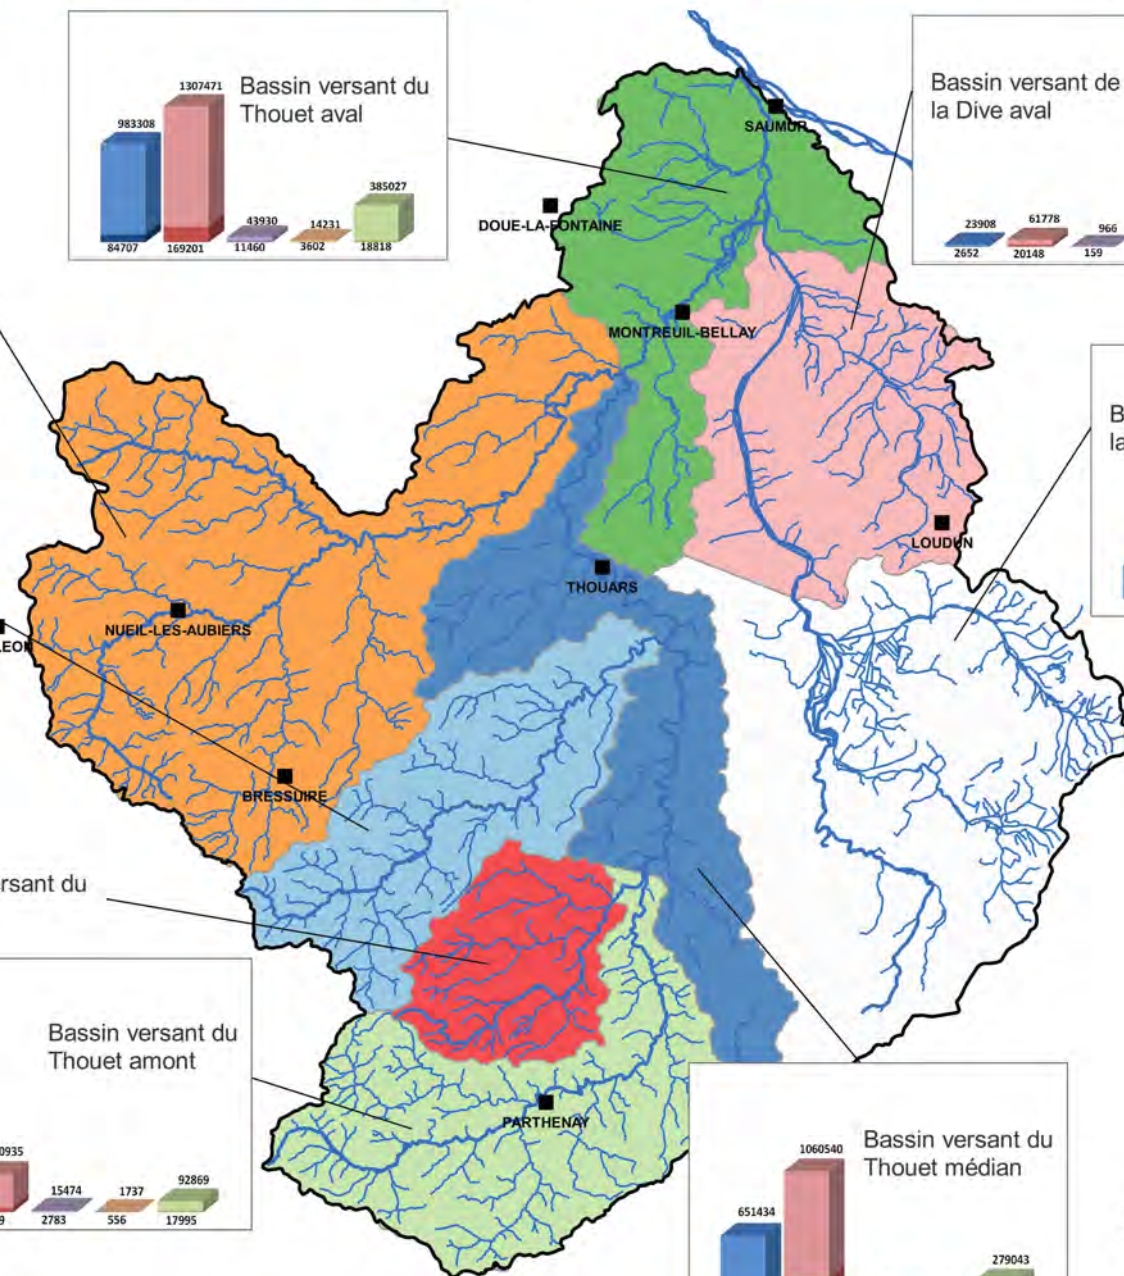 Bassin versant du
Thouet aval
1307471
983308
385027
43930
14231
84707
169201
11460
3602
18818
Bassin versant de
la Dive aval
61778
23908
966
2652
20148
159
SAUMUR
DOUE-LA-FONTAINE
MONTREUIL-BELLAY
LOUDUN
THOUARS
NUEIL-LES-AUBIERS
LEON
BRESSUIRE
B
la
rsant du
Bassin versant du
Thouet amont
0935
15474
1737
92869
9
2783
556
17995
PARTHENAY
Bassin versant du
Thouet médian
1060540
651434
279043